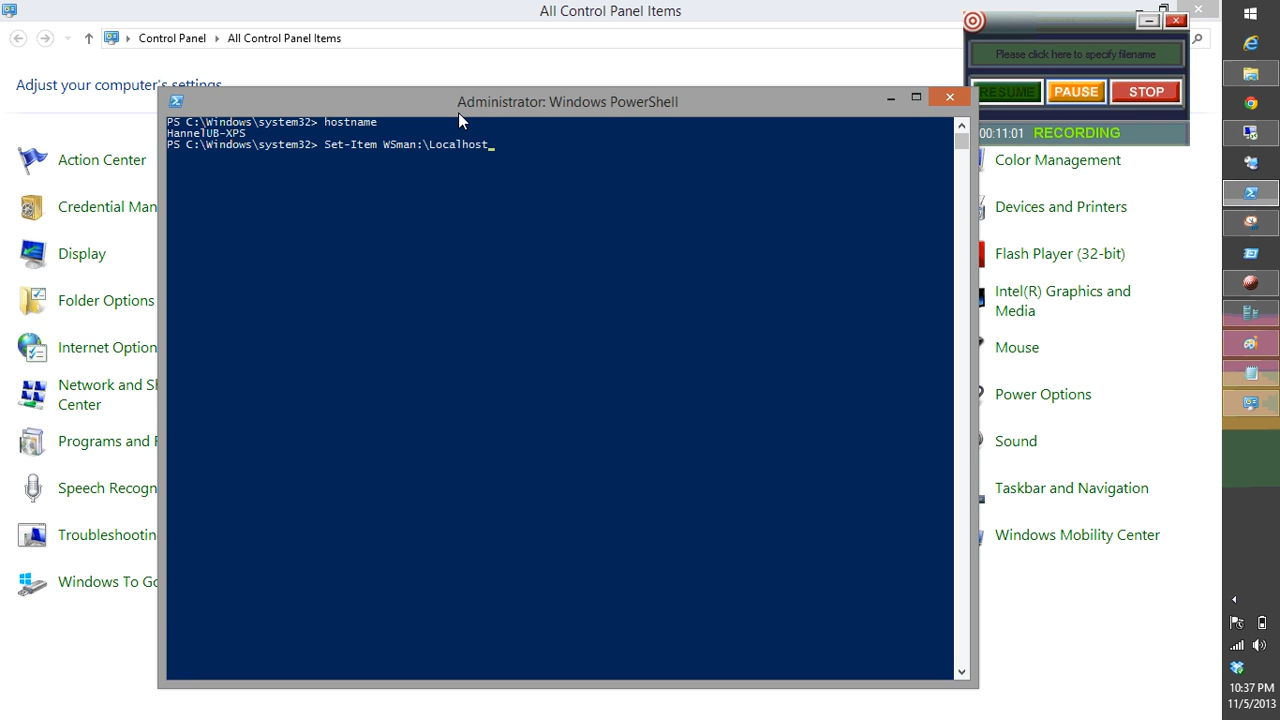 All Control Panel Items
Control Panel
All Control Panel Items
Adjust your computer's settings
Please click here to specify filename
RESUME
PAUSE
STOP
00:11:01 RECORDING
Administrator: Windows PowerShell
PS C:\Windows\system32> hostname
HannelUB-XPS
PS C:\Windows\system32> Set-Item WSman:\Localhost_
Action Center
Credential Man
Display
Folder Options
Internet Option
Network and Sh
Center
Programs and F
Speech Recogn
Troubleshootin
Windows To Go
Color Management
Devices and Printers
Flash Player (32-bit)
Intel(R) Graphics and
Media
Mouse
Power Options
Sound
Taskbar and Navigation
Windows Mobility Center
10:37 PM
11/5/2013